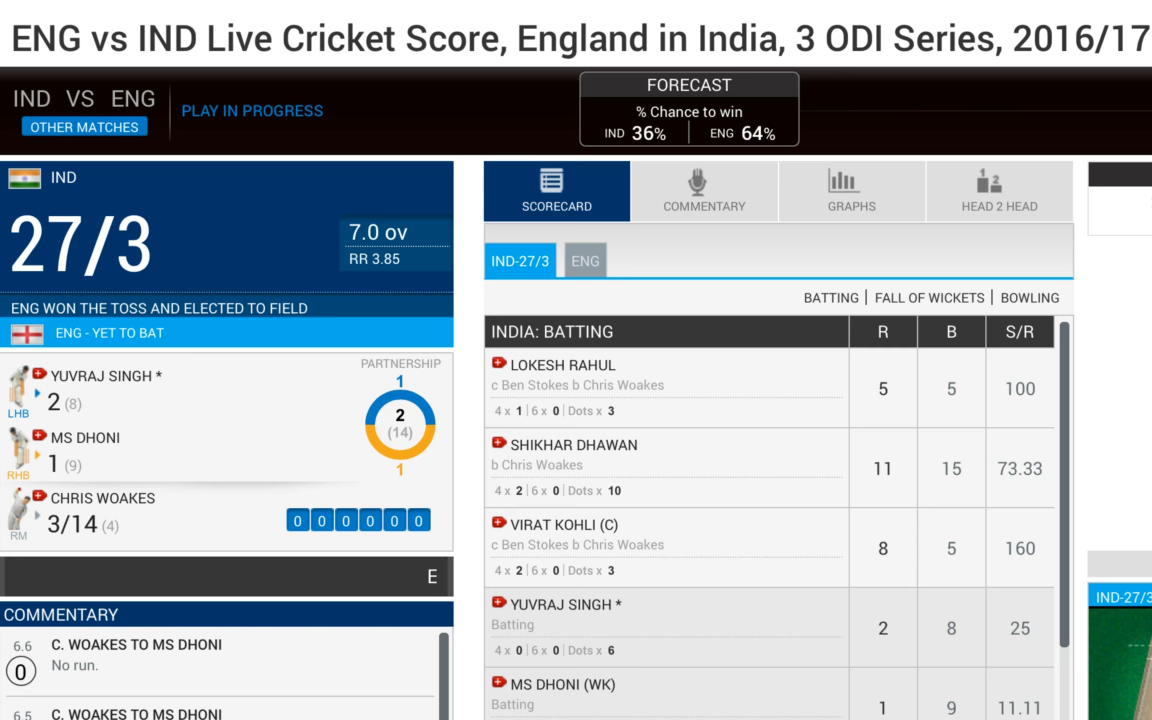 ENG vs IND Live Cricket Score, England in India, 3 ODI Series, 2016/17
IND VS ENG
OTHER MATCHES
PLAY IN PROGRESS
FORECAST
% Chance to win
IND 36% ENG 64%
IND
27/3
7.0 ov
RR 3.85
ENG WON THE TOSS AND ELECTED TO FIELD
ENG - YET TO BAT
YUVRAJ SINGH *
2 (8)
LHB
MS DHONI
1 (9)
RHB
PARTNERSHIP
1
2
(14)
1
CHRIS WOAKES
3/14 (4)
RM
0 0 0 0 0 0
E
COMMENTARY
6.6 C. WOAKES TO MS DHONI
0 No run.
6.5 C. WOAKES TO MS DHONI
SCORECARD COMMENTARY GRAPHS 1 2 HEAD 2 HEAD
IND-27/3 ENG
BATTING | FALL OF WICKETS | BOWLING
INDIA: BATTING R B S/R
LOKESH RAHUL
c Ben Stokes b Chris Woakes 5 5 100
4 x 1 | 6 x 0 | Dots x 3
SHIKHAR DHAWAN
b Chris Woakes 11 15 73.33
4 x 2 | 6 x 0 | Dots x 10
VIRAT KOHLI (C)
c Ben Stokes b Chris Woakes 8 5 160
4 x 2 | 6 x 0 | Dots x 3
YUVRAJ SINGH *
Batting 2 8 25
4 x 0 | 6 x 0 | Dots x 6
MS DHONI (WK)
Batting 1 9 11.11
IND-27/3